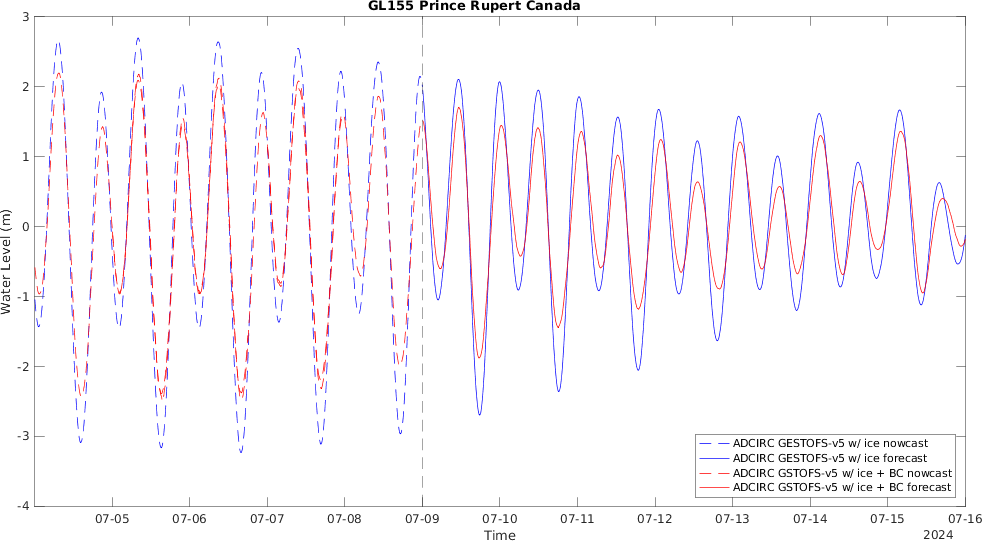 GL155 Prince Rupert Canada
3
2
1
0
-1
-2
-3
-4
Water Level (m)
ADCIRC GESTOFS-v5 w/ ice nowcast
ADCIRC GESTOFS-v5 w/ ice forecast
ADCIRC GSTOFS-v5 w/ ice + BC nowcast
ADCIRC GSTOFS-v5 w/ ice + BC forecast
07-05 07-06 07-07 07-08 07-09 07-10 07-11 07-12 07-13 07-14 07-15 07-16
Time
2024